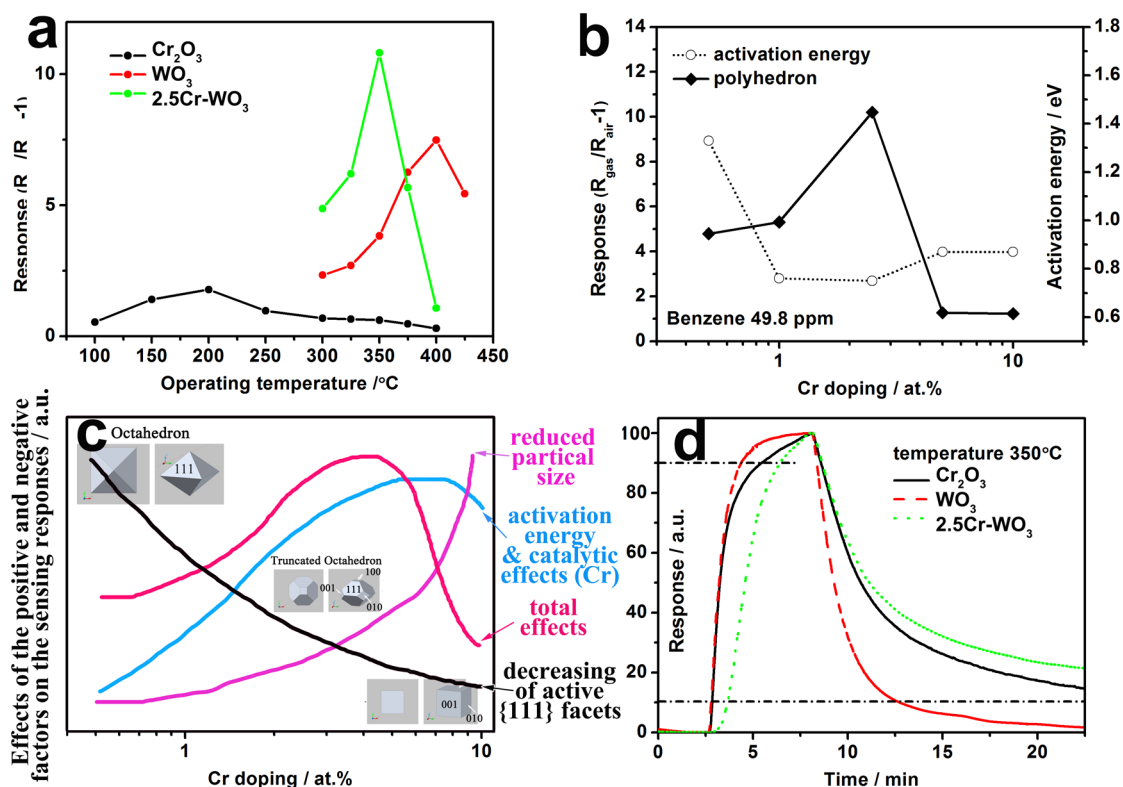 a
Cr₂O₃
WO₃
2.5Cr-WO₃
Response (R /R -1)
10
5
0
100 150 200 250 300 350 400 450
Operating temperature /°C
b
activation energy
polyhedron
Response (R_gas/R_air-1)
14
12
10
8
6
4
2
0
Activation energy / eV
1.8
1.6
1.4
1.2
1.0
0.8
0.6
Benzene 49.8 ppm
1 10
Cr doping / at.%
c
Effects of the positive and negative
factors on the sensing responses / a.u.
Octahedron
111
Truncated Octahedron
100
001
111
010
001
010
reduced
partical
size
activation
energy
& catalytic
effects (Cr)
total
effects
decreasing
of active
{111} facets
1 10
Cr doping / at.%
d
temperature 350°C
Cr₂O₃
WO₃
2.5Cr-WO₃
Response / a.u.
100
80
60
40
20
0
0 5 10 15 20
Time / min